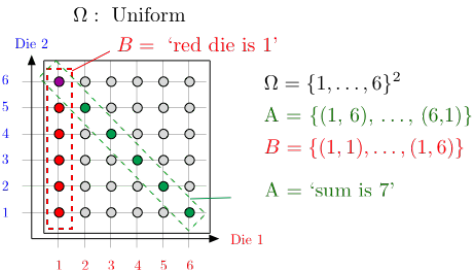 Ω : Uniform
Die 2
B = ‘red die is 1’
6
5
4
3
2
1
Ω = {1, . . . , 6}²
A = {(1, 6), . . . , (6,1)}
B = {(1, 1), . . . , (1, 6)}
A = ‘sum is 7’
Die 1
1 2 3 4 5 6